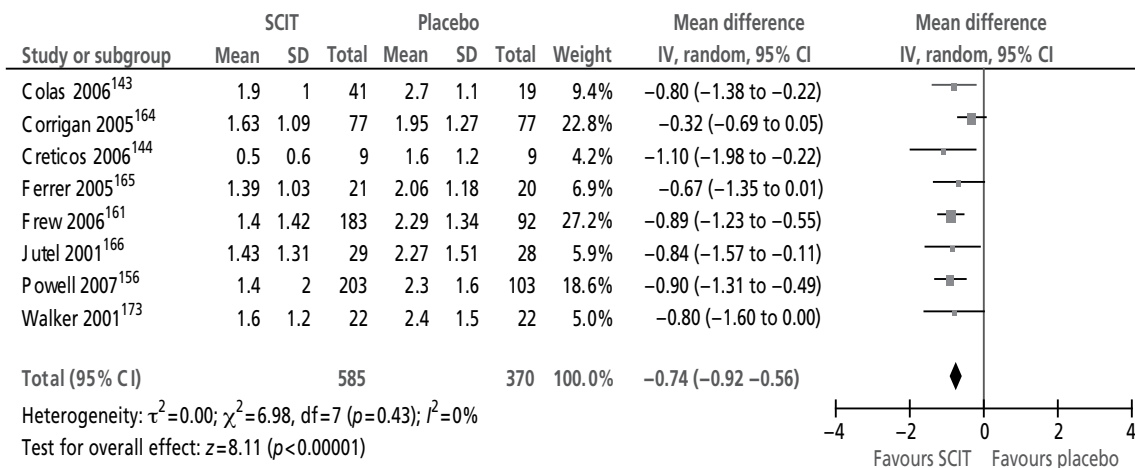 SCIT Placebo Mean difference Mean difference
Study or subgroup Mean SD Total Mean SD Total Weight IV, random, 95% CI IV, random, 95% CI
Colas 2006¹⁴³ 1.9 1 41 2.7 1.1 19 9.4% −0.80 (−1.38 to −0.22)
Corrigan 2005¹⁶⁴ 1.63 1.09 77 1.95 1.27 77 22.8% −0.32 (−0.69 to 0.05)
Creticos 2006¹⁴⁴ 0.5 0.6 9 1.6 1.2 9 4.2% −1.10 (−1.98 to −0.22)
Ferrer 2005¹⁶⁵ 1.39 1.03 21 2.06 1.18 20 6.9% −0.67 (−1.35 to 0.01)
Frew 2006¹⁶¹ 1.4 1.42 183 2.29 1.34 92 27.2% −0.89 (−1.23 to −0.55)
Jutel 2001¹⁶⁶ 1.43 1.31 29 2.27 1.51 28 5.9% −0.84 (−1.57 to −0.11)
Powell 2007¹⁵⁶ 1.4 2 203 2.3 1.6 103 18.6% −0.90 (−1.31 to −0.49)
Walker 2001¹⁷³ 1.6 1.2 22 2.4 1.5 22 5.0% −0.80 (−1.60 to 0.00)
Total (95% CI) 585 370 100.0% −0.74 (−0.92 −0.56)
Heterogeneity: τ²=0.00; χ²=6.98, df=7 (p=0.43); I²=0%
Test for overall effect: z=8.11 (p<0.00001)
−4 −2 0 2 4
Favours SCIT Favours placebo